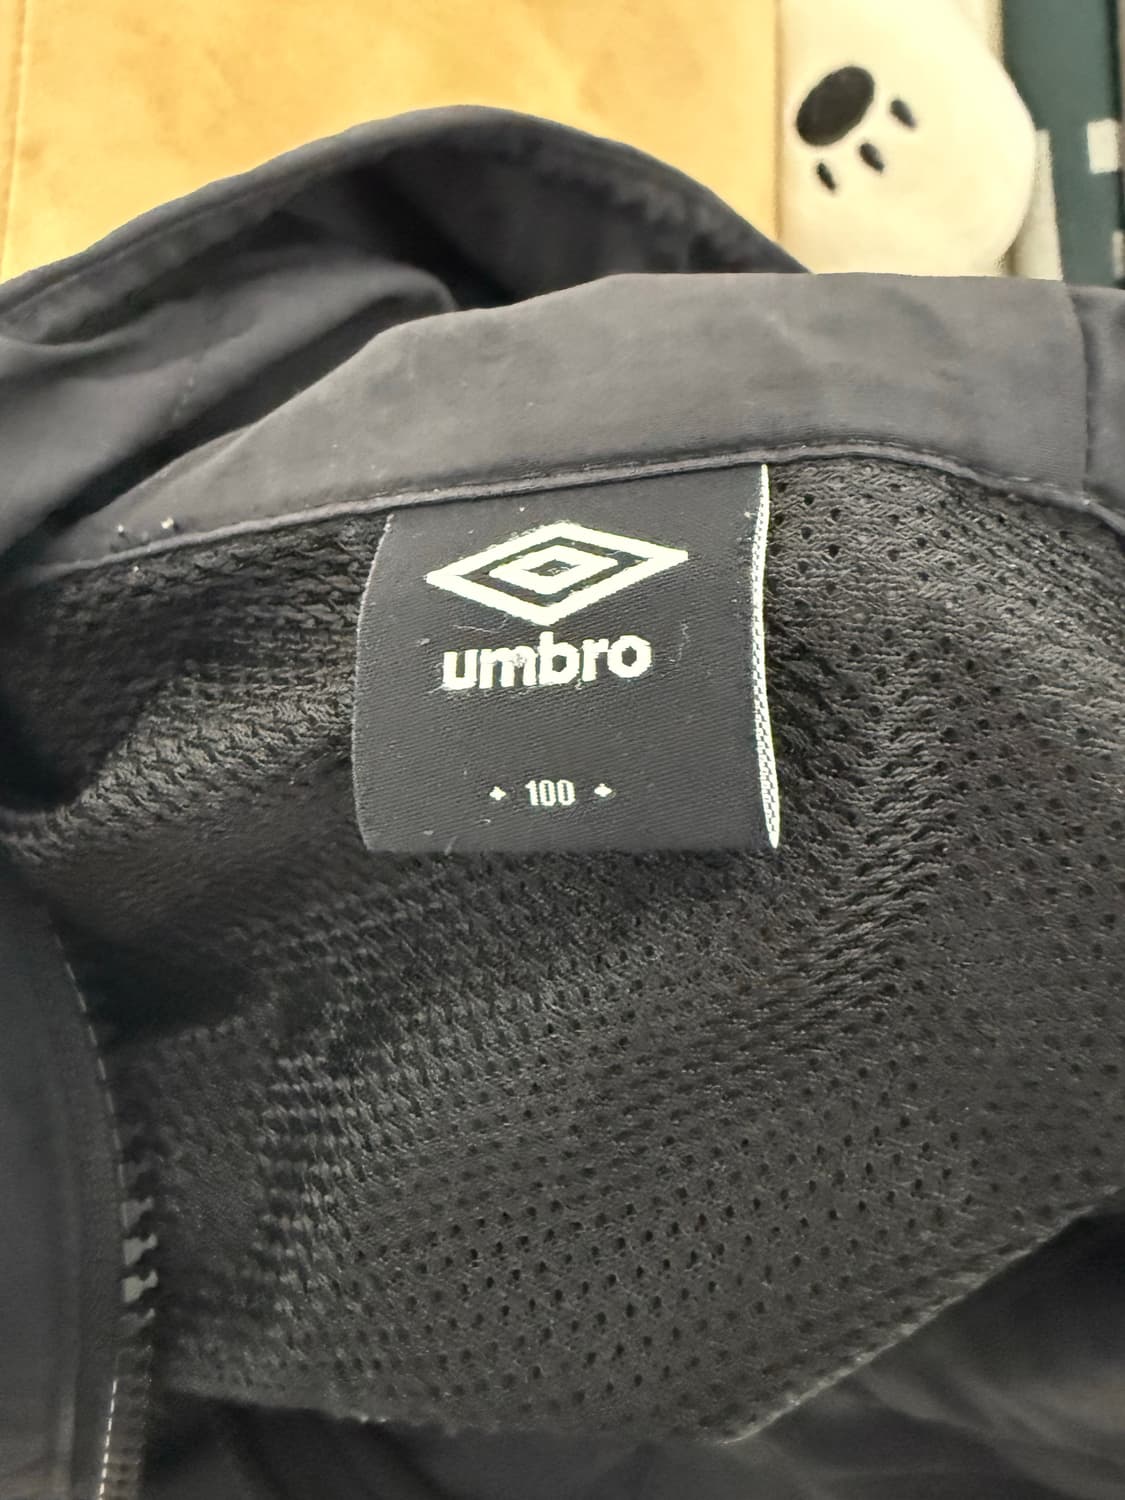 umbro
✦ 100 ✦